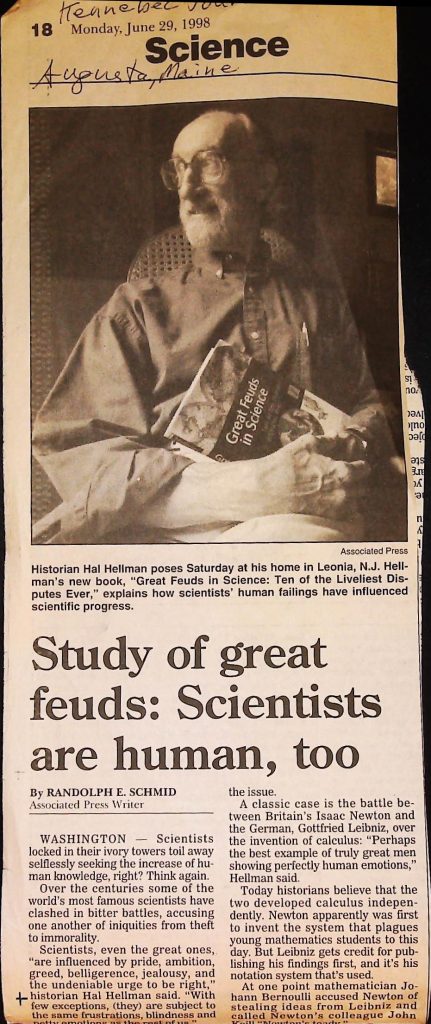 Kennebec Jour
18 Monday, June 29, 1998
Science
Augusta, Maine
Great Feuds
in Science
Associated Press
Historian Hal Hellman poses Saturday at his home in Leonia, N.J. Hell-
man's new book, "Great Feuds in Science: Ten of the Liveliest Dis-
putes Ever," explains how scientists' human failings have influenced
scientific progress.
Study of great
feuds: Scientists
are human, too
By RANDOLPH E. SCHMID
Associated Press Writer
WASHINGTON — Scientists
locked in their ivory towers toil away
selflessly seeking the increase of hu-
man knowledge, right? Think again.
Over the centuries some of the
world's most famous scientists have
clashed in bitter battles, accusing
one another of iniquities from theft
to immorality.
Scientists, even the great ones,
"are influenced by pride, ambition,
greed, belligerence, jealousy, and
the undeniable urge to be right,"
historian Hal Hellman said. "With
few exceptions, (they) are subject to
the same frustrations, blindness and
petty emotions as the rest of us."
the issue.
A classic case is the battle be-
tween Britain's Isaac Newton and
the German, Gottfried Leibniz, over
the invention of calculus: "Perhaps
the best example of truly great men
showing perfectly human emotions,"
Hellman said.
Today historians believe that the
two developed calculus indepen-
dently. Newton apparently was first
to invent the system that plagues
young mathematics students to this
day. But Leibniz gets credit for pub-
lishing his findings first, and it's his
notation system that's used.
At one point mathematician Jo-
hann Bernoulli accused Newton of
stealing ideas from Leibniz and
called Newton's colleague John